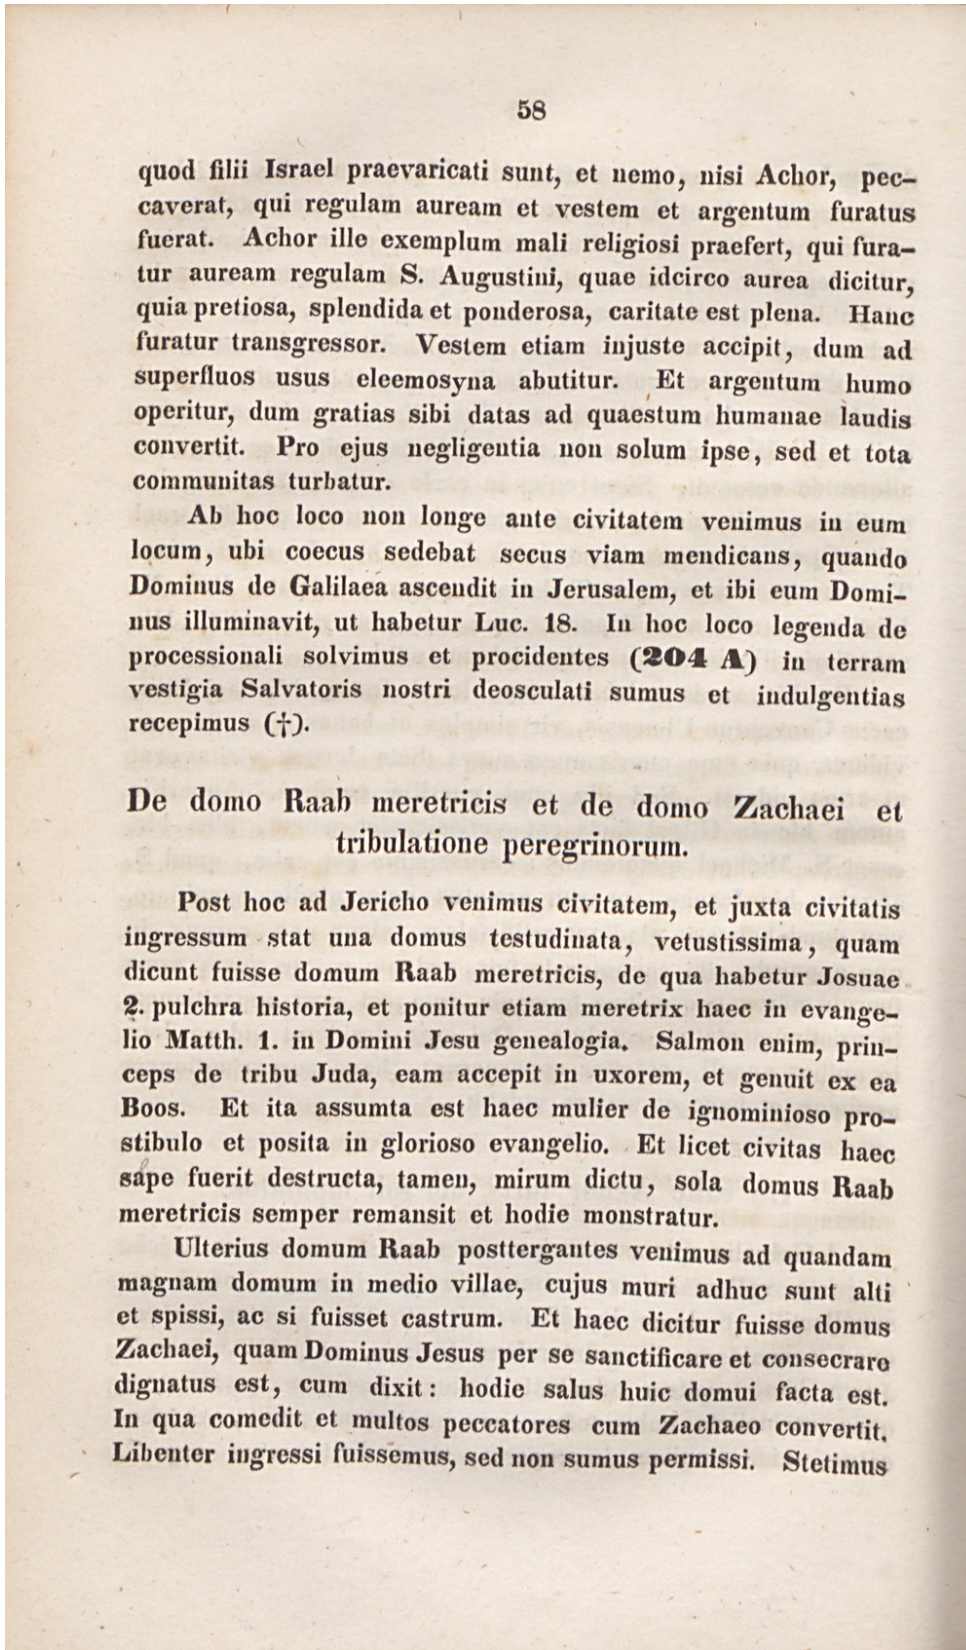 58
quod filii Israel praevaricati sunt, et nemo, nisi Achor, pec-
caverat, qui regulam auream et vestem et argentum furatus
fuerat. Achor ille exemplum mali religiosi praefert, qui fura-
tur auream regulam S. Augustini, quae idcirco aurea dicitur,
quia pretiosa, splendida et ponderosa, caritate est plena. Hanc
furatur transgressor. Vestem etiam injuste accipit, dum ad
superfluos usus eleemosyna abutitur. Et argentum humo
operitur, dum gratias sibi datas ad quaestum humanae laudis
convertit. Pro ejus negligentia non solum ipse, sed et tota
communitas turbatur.
Ab hoc loco non longe ante civitatem venimus in eum
locum, ubi coecus sedebat secus viam mendicans, quando
Dominus de Galilaea ascendit in Jerusalem, et ibi eum Domi-
nus illuminavit, ut habetur Luc. 18. In hoc loco legenda de
processionali solvimus et procidentes (204 A) in terram
vestigia Salvatoris nostri deosculati sumus et indulgentias
recepimus (†).
De domo Raab meretricis et de domo Zachaei et
tribulatione peregrinorum.
Post hoc ad Jericho venimus civitatem, et juxta civitatis
ingressum stat una domus testudinata, vetustissima, quam
dicunt fuisse domum Raab meretricis, de qua habetur Josuae
2. pulchra historia, et ponitur etiam meretrix haec in evange-
lio Matth. 1. in Domini Jesu genealogia. Salmon enim, prin-
ceps de tribu Juda, eam accepit in uxorem, et genuit ex ea
Boos. Et ita assumta est haec mulier de ignominioso pro-
stibulo et posita in glorioso evangelio. Et licet civitas haec
sápe fuerit destructa, tamen, mirum dictu, sola domus Raab
meretricis semper remansit et hodie monstratur.
Ulterius domum Raab posttergantes venimus ad quandam
magnam domum in medio villae, cujus muri adhuc sunt alti
et spissi, ac si fuisset castrum. Et haec dicitur fuisse domus
Zachaei, quam Dominus Jesus per se sanctificare et consecrare
dignatus est, cum dixit: hodie salus huic domui facta est.
In qua comedit et multos peccatores cum Zachaeo convertit.
Libenter ingressi fuissemus, sed non sumus permissi. Stetimus